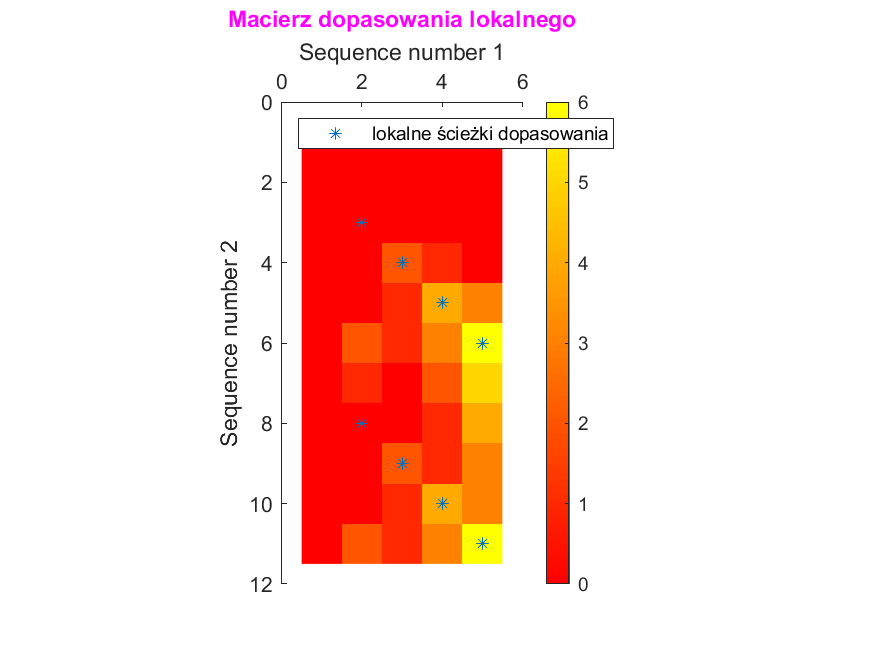 Macierz dopasowania lokalnego
Sequence number 1
0 2 4 6
0
2
4
6
8
10
12
Sequence number 2
lokalne ścieżki dopasowania
6
5
4
3
2
1
0